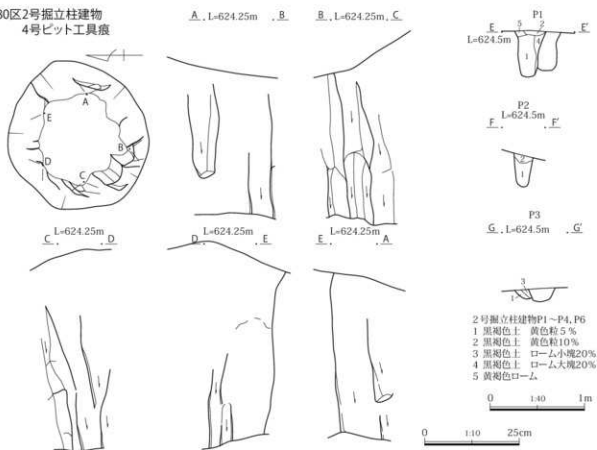 80区2号掘立柱建物
4号ピット工具痕
A L=624.25m B
B L=624.25m C
P1
E E'
L=624.5m
5 2
4
1
A
E
B
D
C
P2
L=624.5m
F F'
2
1
C L=624.25m D
D L=624.25m E
E L=624.25m A
P3
G L=624.5m G'
3
1
2号掘立柱建物P1～P4, P6
1 黒褐色土 黄色粒5%
2 黒褐色土 黄色粒10%
3 黒褐色土 ローム小塊20%
4 黒褐色土 ローム大塊20%
5 黄褐色ローム
0 1:40 1m
0 1:10 25cm